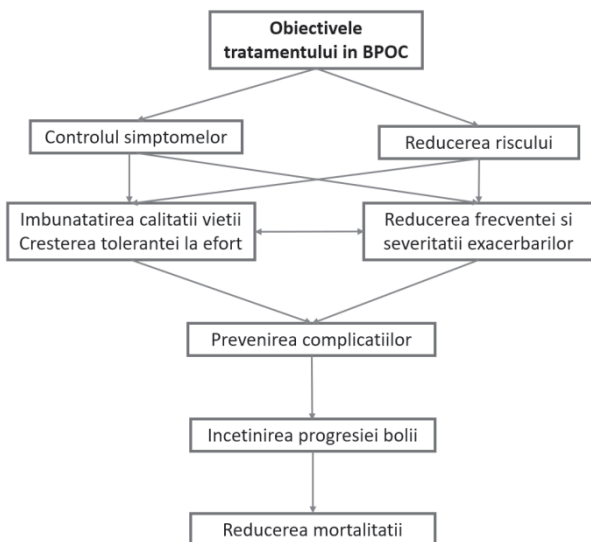 Obiectivele
tratamentului in BPOC
Controlul simptomelor
Reducerea riscului
Imbunatatirea calitatii vietii
Cresterea tolerantei la efort
Reducerea frecventei si
severitatii exacerbarilor
Prevenirea complicatiilor
Incetinirea progresiei bolii
Reducerea mortalitatii